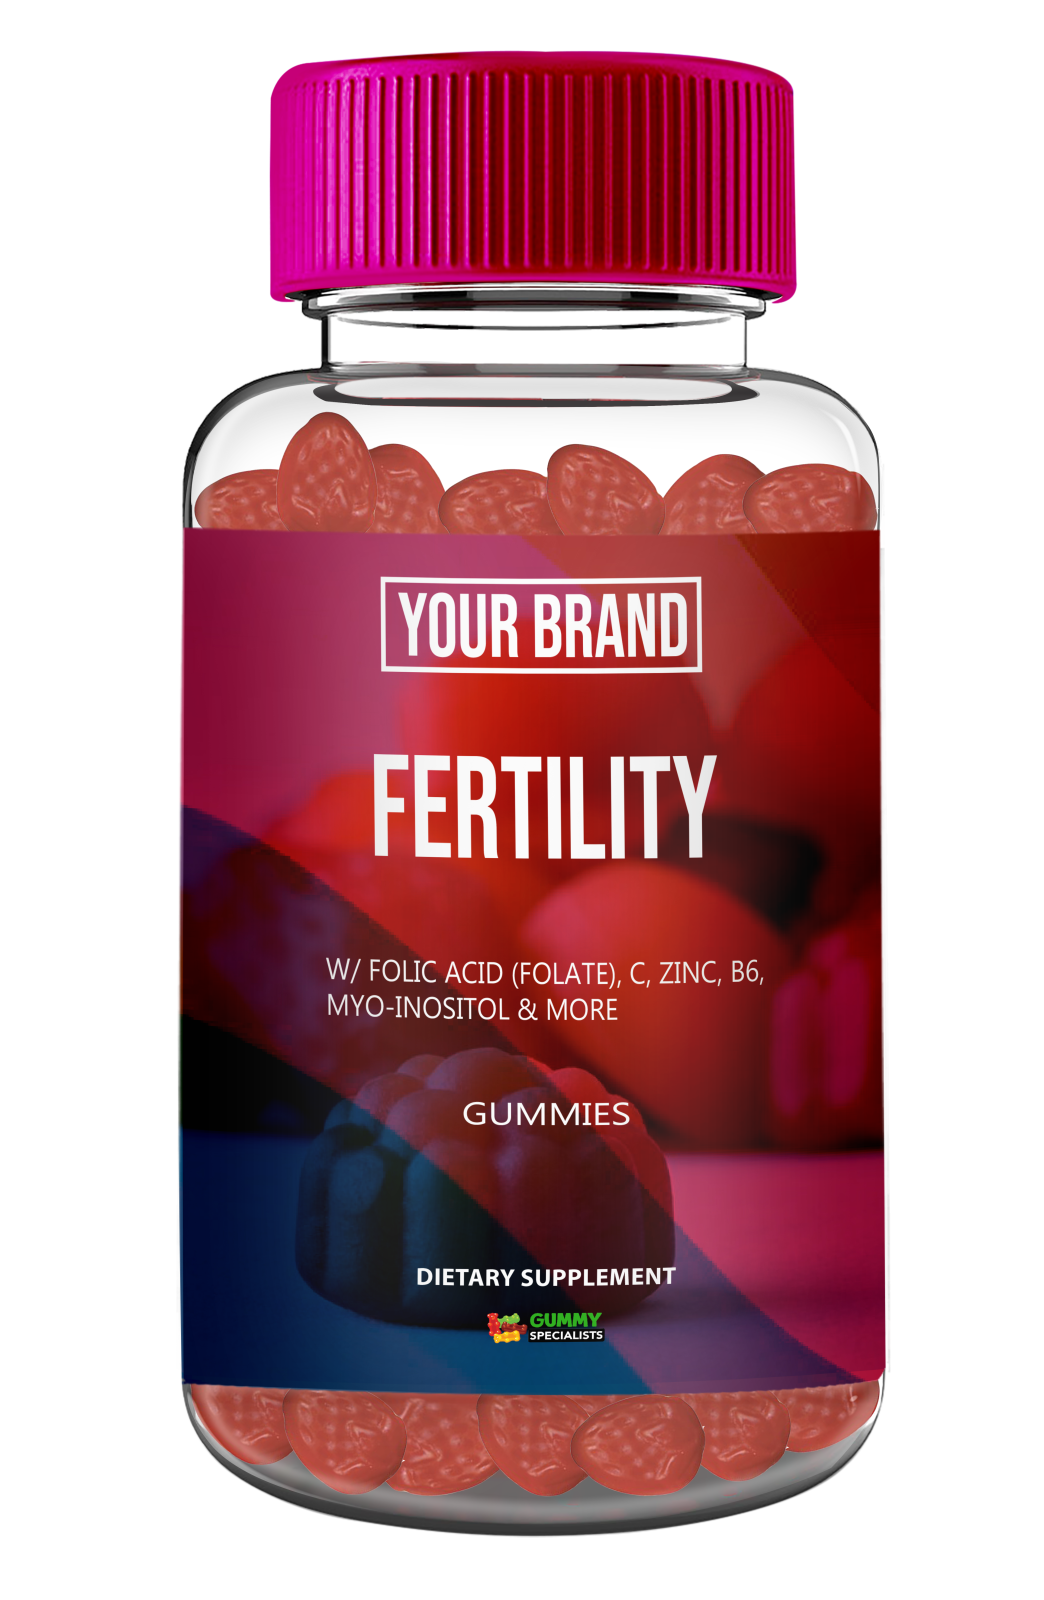 YOUR BRAND
FERTILITY
W/ FOLIC ACID (FOLATE), C, ZINC, B6,
MYO-INOSITOL & MORE
GUMMIES
DIETARY SUPPLEMENT
GUMMY
SPECIALISTS